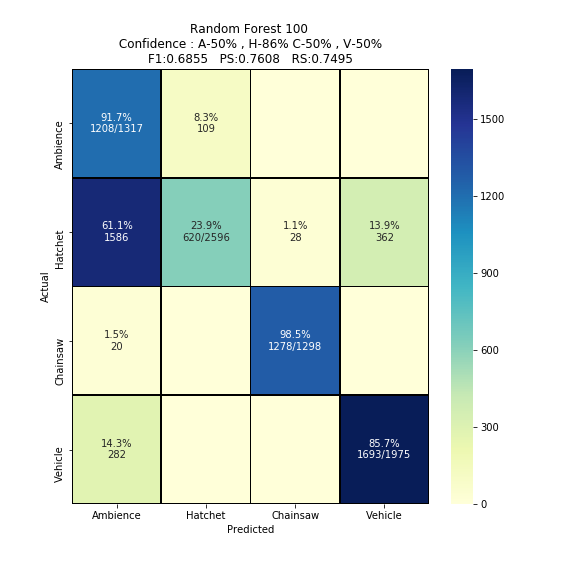 Random Forest 100
Confidence : A-50% , H-86% C-50% , V-50%
F1:0.6855 PS:0.7608 RS:0.7495
Actual
Ambience
91.7%
1208/1317
8.3%
109
Hatchet
61.1%
1586
23.9%
620/2596
1.1%
28
13.9%
362
Chainsaw
1.5%
20
98.5%
1278/1298
Vehicle
14.3%
282
85.7%
1693/1975
Ambience
Hatchet
Chainsaw
Vehicle
Predicted
1500
1200
900
600
300
0